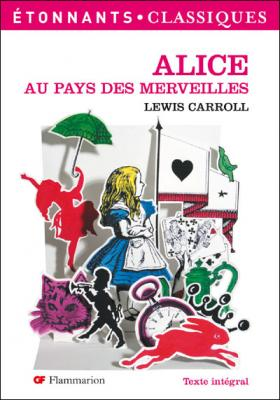 ÉTONNANTS • CLASSIQUES
ALICE
AU PAYS DES MERVEILLES
LEWIS CARROLL
GF Flammarion
Texte intégral